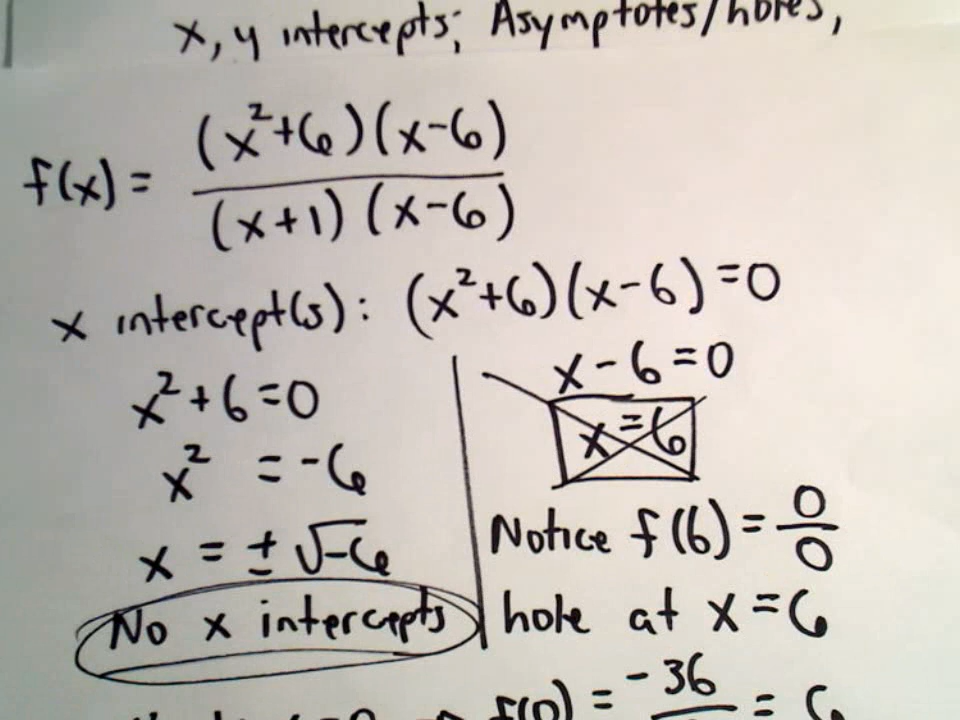 x, y intercepts; Asymptotes/holes,
f(x) = (x²+6)(x-6) / (x+1)(x-6)
x intercept(s): (x²+6)(x-6) = 0
x² + 6 = 0
x² = -6
x = ± √-6
No x intercepts
x - 6 = 0
x = 6
Notice f(6) = 0/0
hole at x = 6
f(0) = -36 = 6